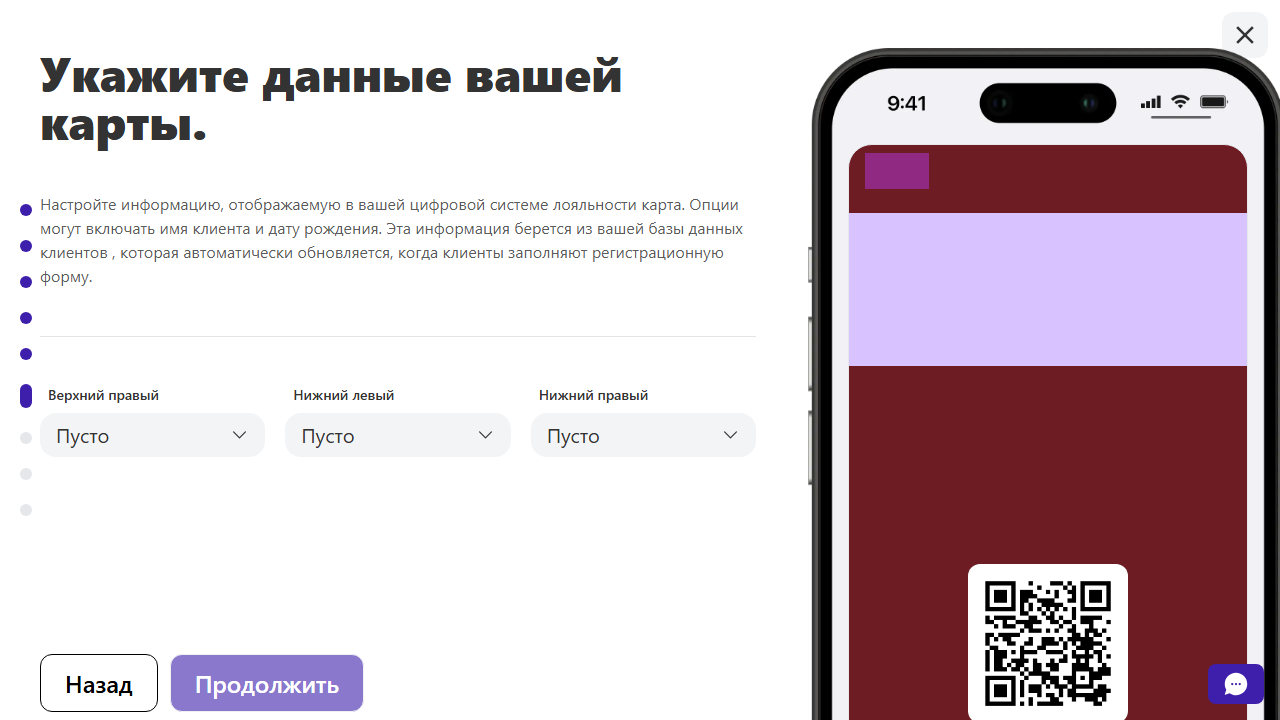 Укажите данные вашей
карты.
Настройте информацию, отображаемую в вашей цифровой системе лояльности карта. Опции
могут включать имя клиента и дату рождения. Эта информация берется из вашей базы данных
клиентов , которая автоматически обновляется, когда клиенты заполняют регистрационную
форму.
Верхний правый
Нижний левый
Нижний правый
Пусто
Пусто
Пусто
Назад
Продолжить
9:41